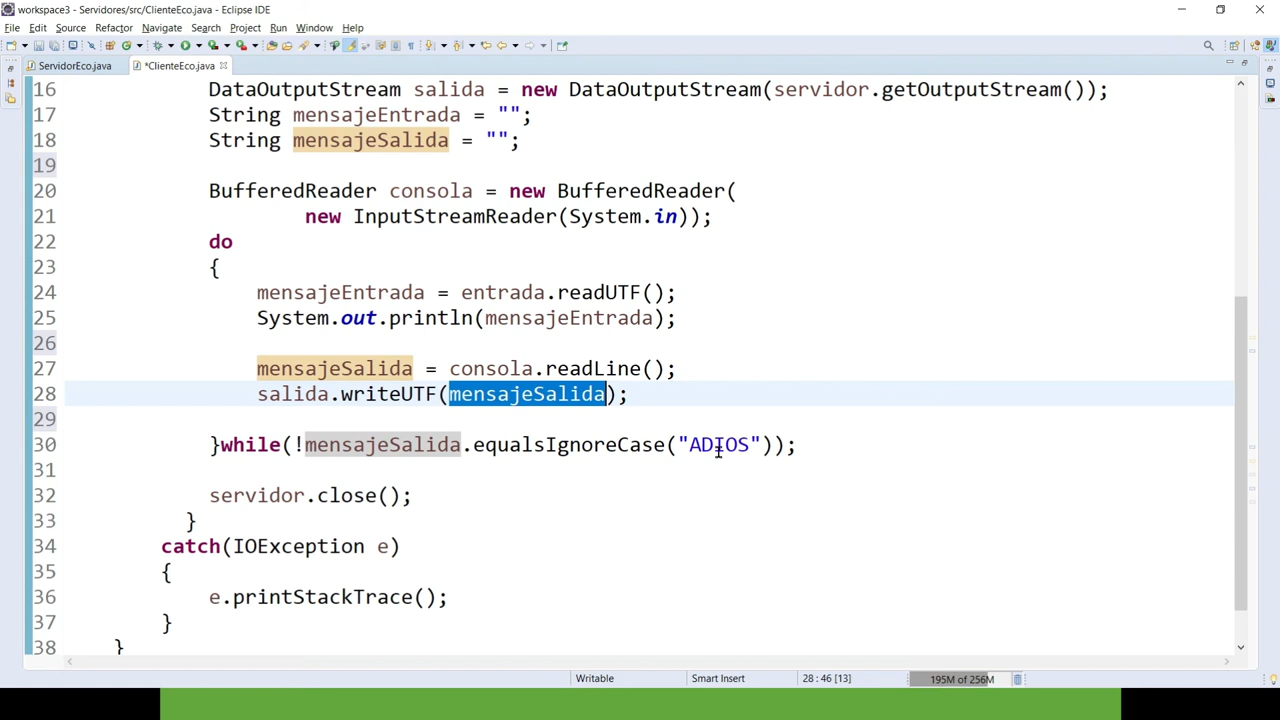 workspace3 - Servidores/src/ClienteEco.java - Eclipse IDE
File Edit Source Refactor Navigate Search Project Run Window Help
ServidorEco.java *ClienteEco.java
16 DataOutputStream salida = new DataOutputStream(servidor.getOutputStream());
17 String mensajeEntrada = "";
18 String mensajeSalida = "";
19
20 BufferedReader consola = new BufferedReader(
21 new InputStreamReader(System.in));
22 do
23 {
24 mensajeEntrada = entrada.readUTF();
25 System.out.println(mensajeEntrada);
26
27 mensajeSalida = consola.readLine();
28 salida.writeUTF(mensajeSalida);
29
30 }while(!mensajeSalida.equalsIgnoreCase("ADIOS"));
31
32 servidor.close();
33 }
34 catch(IOException e)
35 {
36 e.printStackTrace();
37 }
38 }
Writable Smart Insert 28 : 46 [13] 195M of 256M